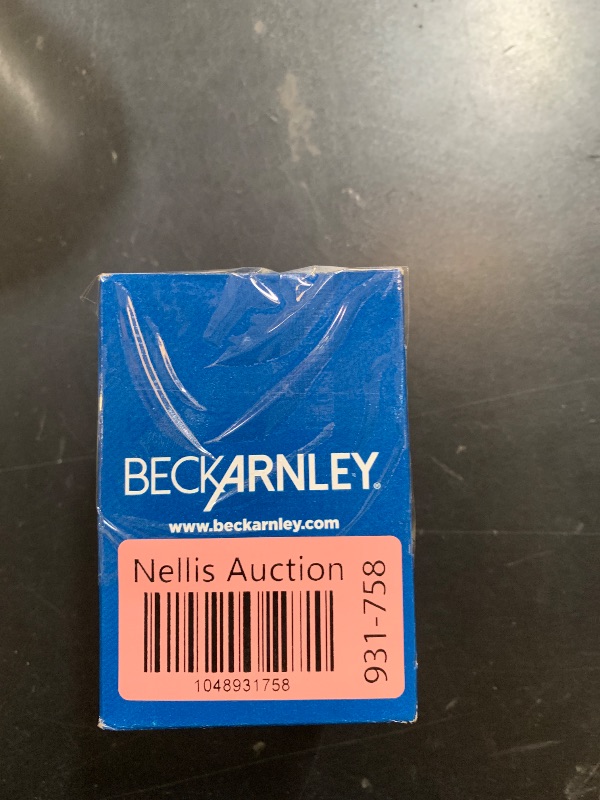 BECKARNLEY®
www.beckarnley.com
Nellis Auction
1048931758
931-758